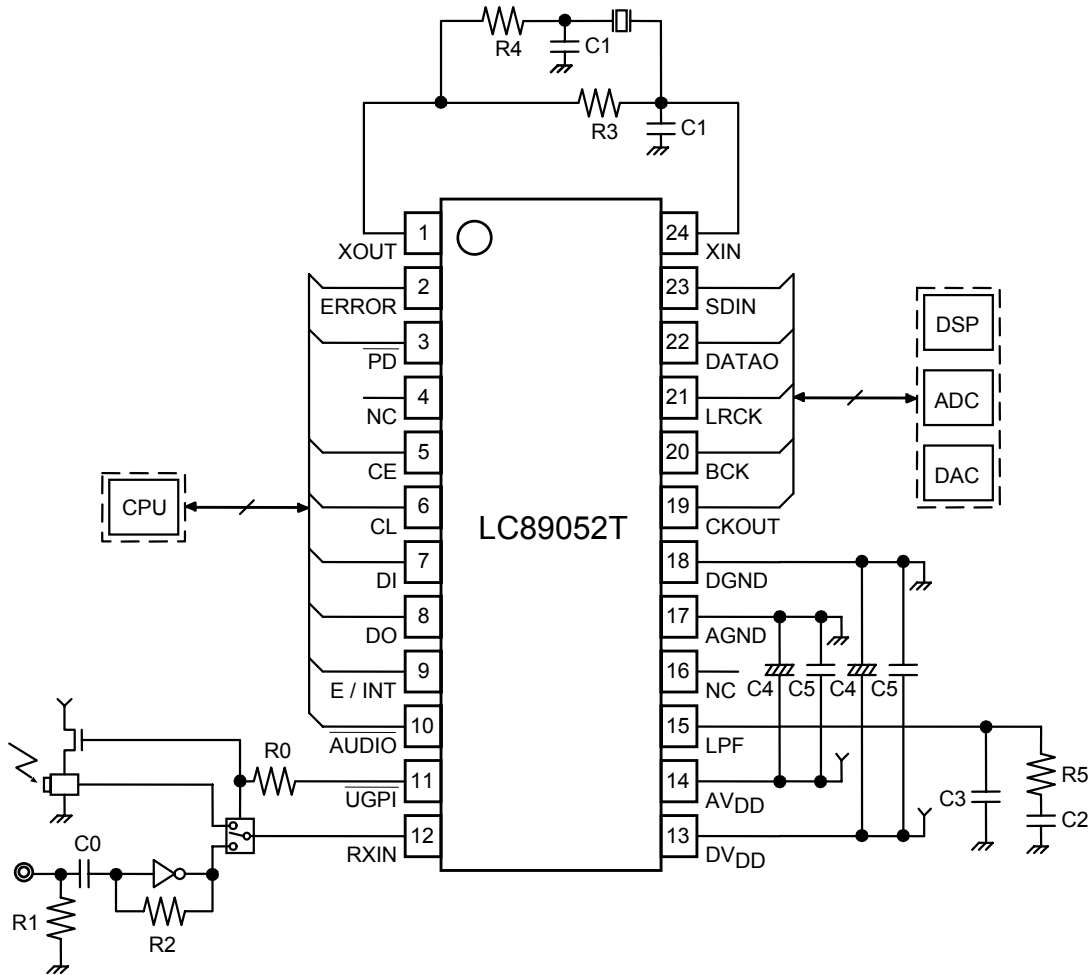 R4
C1
R3
C1
1
XOUT
24
XIN
2
ERROR
23
SDIN
3
PD
22
DATAO
4
NC
21
LRCK
5
CE
20
BCK
6
CL
19
CKOUT
7
DI
18
DGND
8
DO
17
AGND
9
E / INT
16
NC
10
AUDIO
15
LPF
11
UGPI
14
AVDD
12
RXIN
13
DVDD
LC89052T
CPU
DSP
ADC
DAC
C4
C5
C4
C5
R0
C0
R1
R2
C3
R5
C2